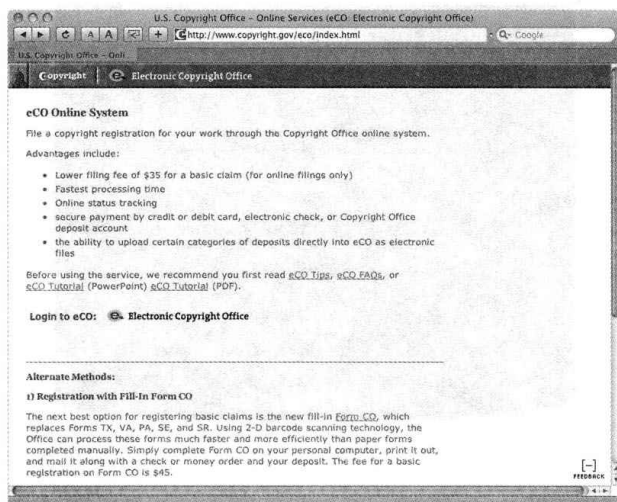 U.S. Copyright Office – Online Services (eCO: Electronic Copyright Office)
A A + http://www.copyright.gov/eco/index.html Google
U.S. Copyright Office – Onli...
Copyright Electronic Copyright Office
eCO Online System
File a copyright registration for your work through the Copyright Office online system.
Advantages include:
• Lower filing fee of $35 for a basic claim (for online filings only)
• Fastest processing time
• Online status tracking
• secure payment by credit or debit card, electronic check, or Copyright Office
deposit account
• the ability to upload certain categories of deposits directly into eCO as electronic
files
Before using the service, we recommend you first read eCO Tips, eCO FAQs, or
eCO Tutorial (PowerPoint) eCO Tutorial (PDF).
Login to eCO: e Electronic Copyright Office
Alternate Methods:
1) Registration with Fill-In Form CO
The next best option for registering basic claims is the new fill-in Form CO, which
replaces Forms TX, VA, PA, SE, and SR. Using 2-D barcode scanning technology, the
Office can process these forms much faster and more efficiently than paper forms
completed manually. Simply complete Form CO on your personal computer, print it out,
and mail it along with a check or money order and your deposit. The fee for a basic
registration on Form CO is $45.
[–]
FEEDBACK